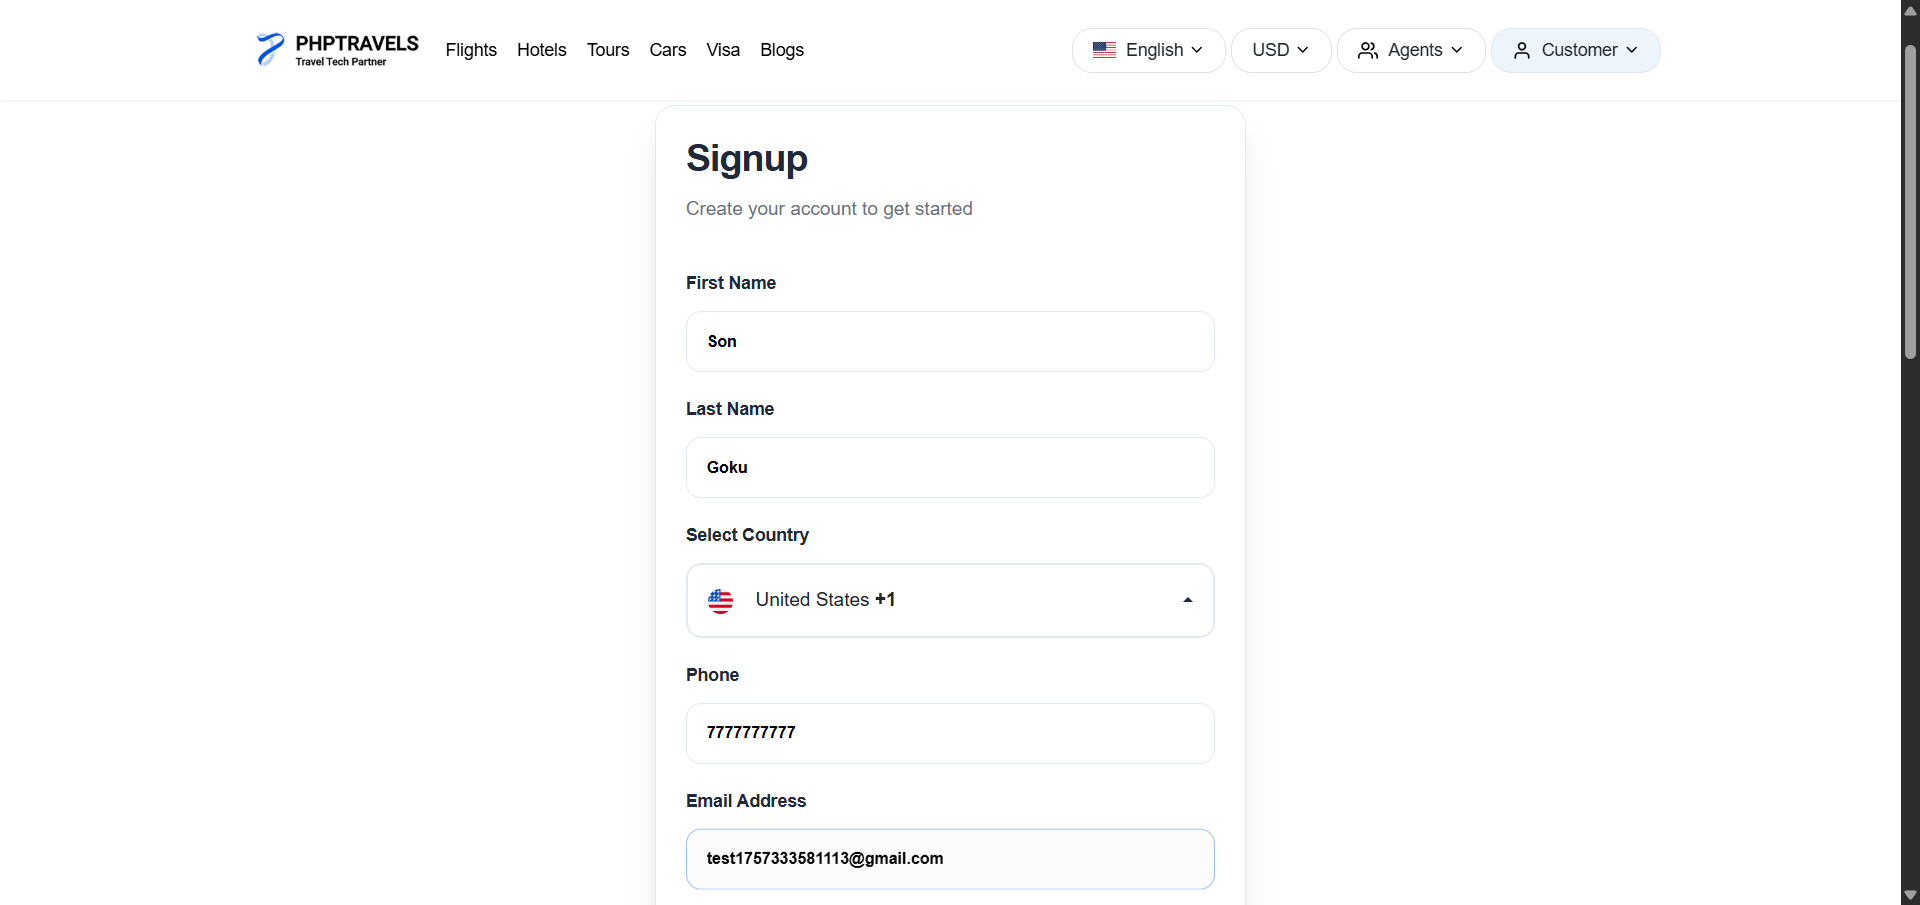 PHPTRAVELS
Travel Tech Partner
Flights Hotels Tours Cars Visa Blogs
English USD Agents Customer
Signup
Create your account to get started
First Name
Son
Last Name
Goku
Select Country
United States +1
Phone
7777777777
Email Address
test1757333581113@gmail.com